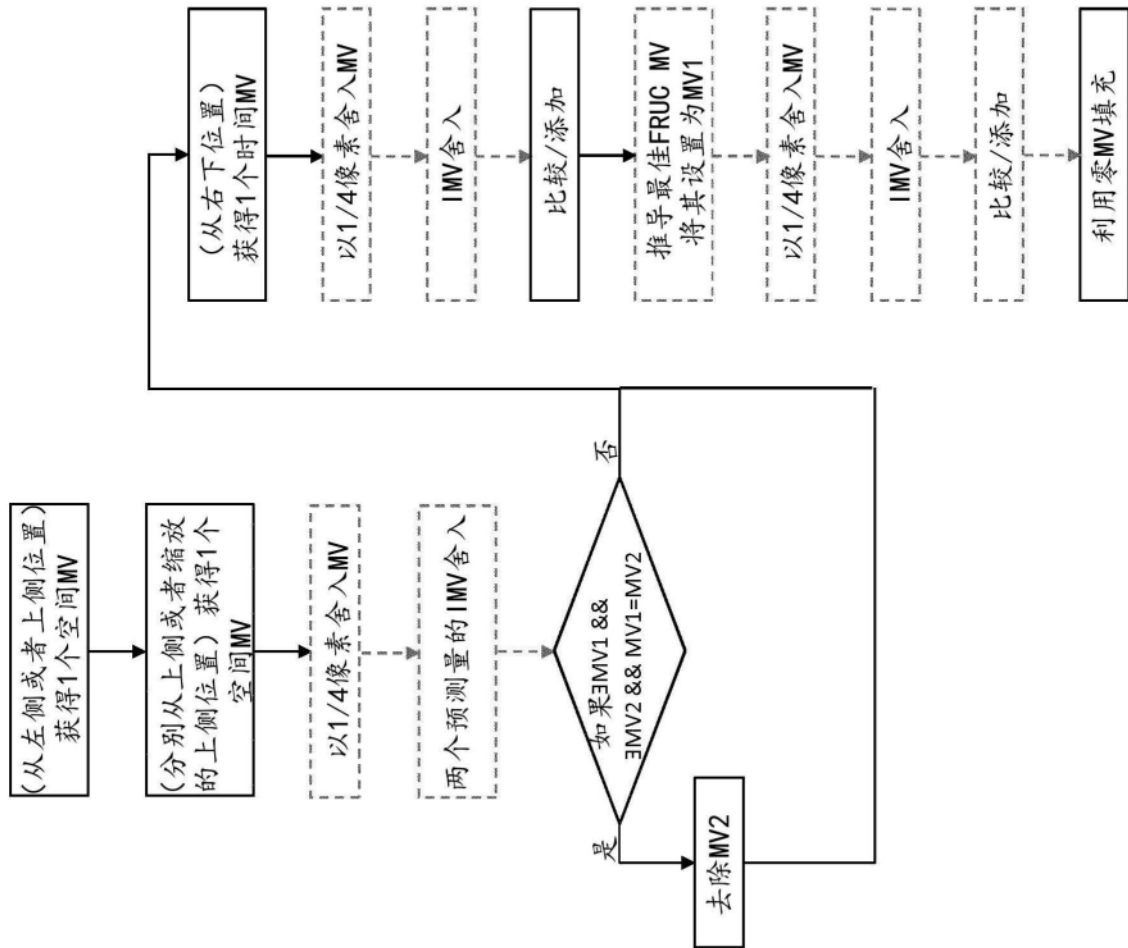 (从左侧或者上侧位置)
获得1个空间MV
(分别从上侧或者缩放
的上侧位置) 获得1个
空间MV
以1/4像素舍入MV
两个预测量的IMV舍入
如果∃MV1 &&
∃MV2 && MV1=MV2
是
否
去除MV2
(从右下位置)
获得1个时间MV
以1/4像素舍入MV
IMV舍入
比较/添加
推导最佳FRUC MV
将其设置为MV1
以1/4像素舍入MV
IMV舍入
比较/添加
利用零MV填充